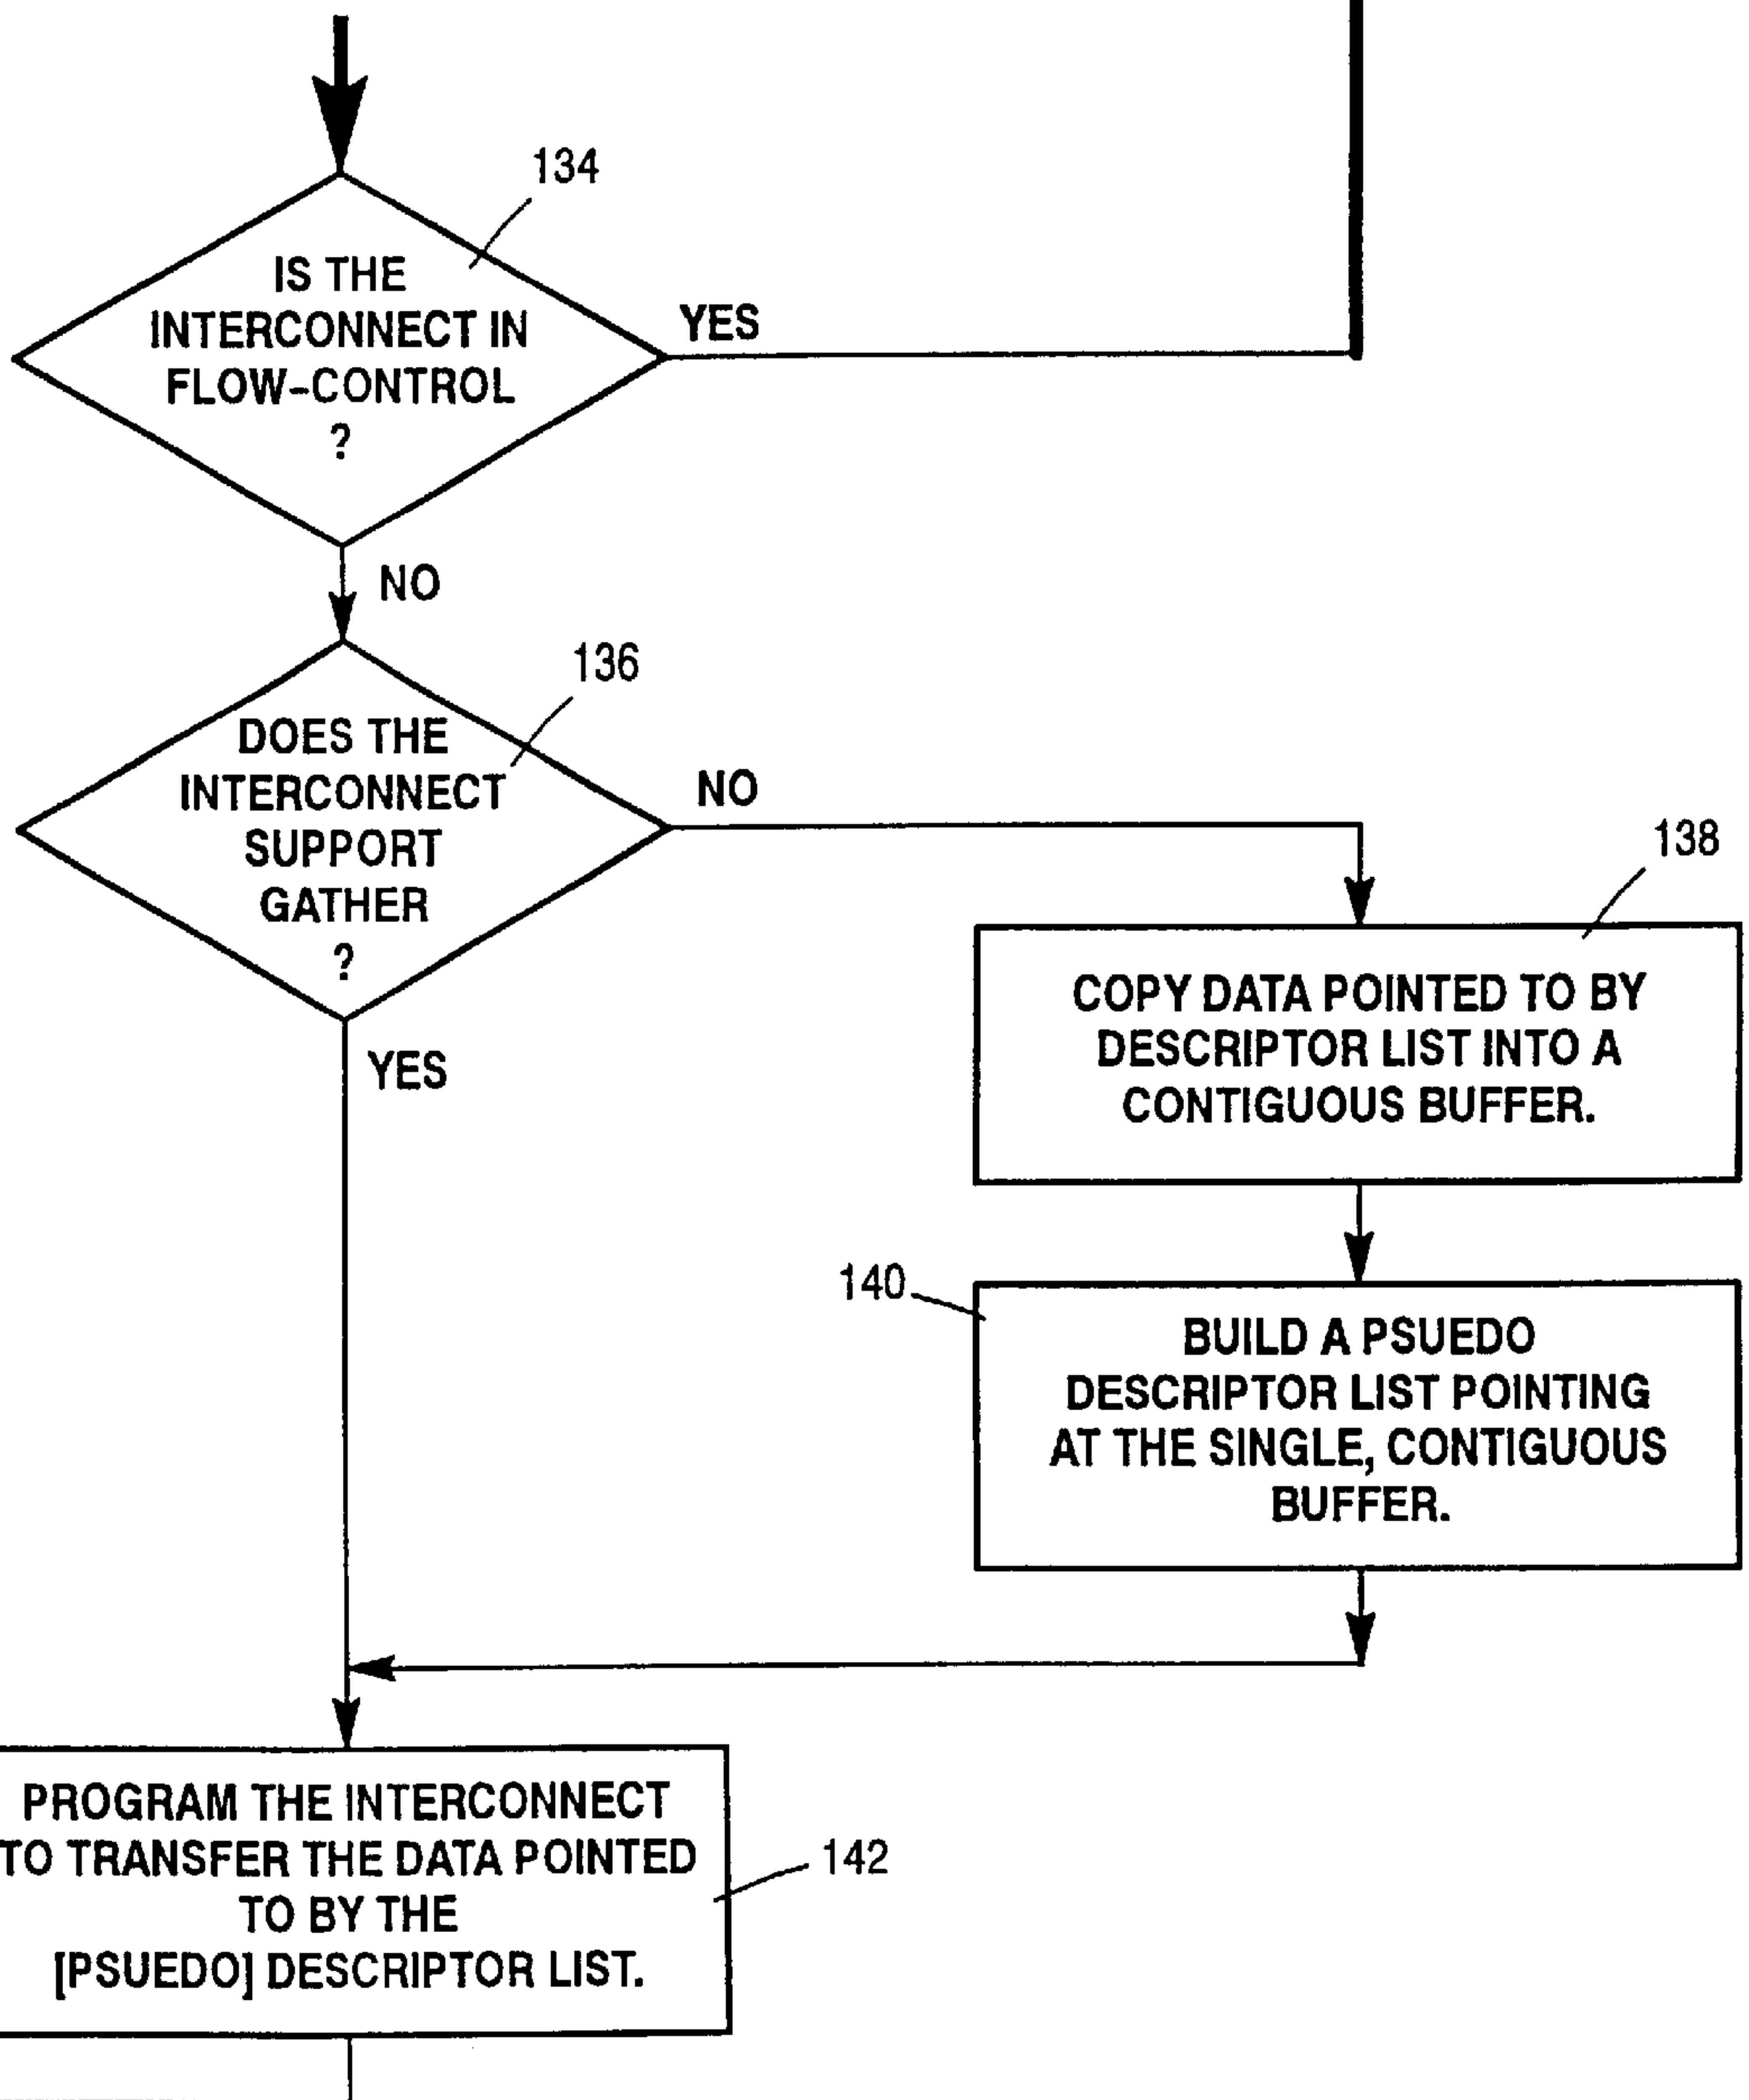 134
IS THE
INTERCONNECT IN
FLOW-CONTROL
?
YES
NO
136
DOES THE
INTERCONNECT
SUPPORT
GATHER
?
NO
YES
138
COPY DATA POINTED TO BY
DESCRIPTOR LIST INTO A
CONTIGUOUS BUFFER.
140
BUILD A PSUEDO
DESCRIPTOR LIST POINTING
AT THE SINGLE, CONTIGUOUS
BUFFER.
PROGRAM THE INTERCONNECT
TO TRANSFER THE DATA POINTED
TO BY THE
[PSUEDO] DESCRIPTOR LIST.
142